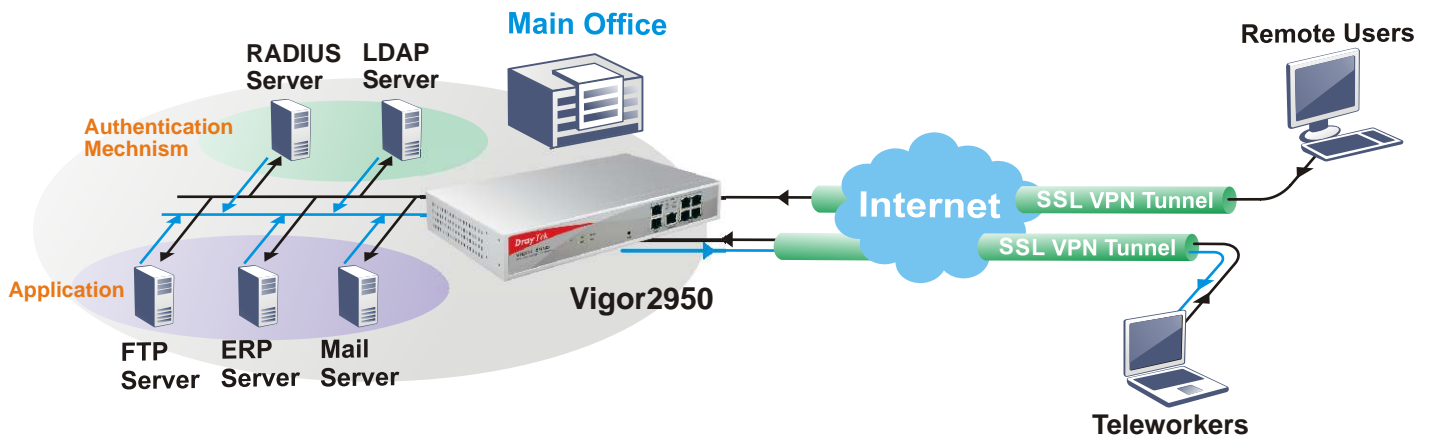 Main Office
Remote Users
RADIUS
Server
LDAP
Server
Authentication
Mechnism
Internet
SSL VPN Tunnel
SSL VPN Tunnel
DrayTek
Vigor2950
Application
FTP
Server
ERP
Server
Mail
Server
Teleworkers